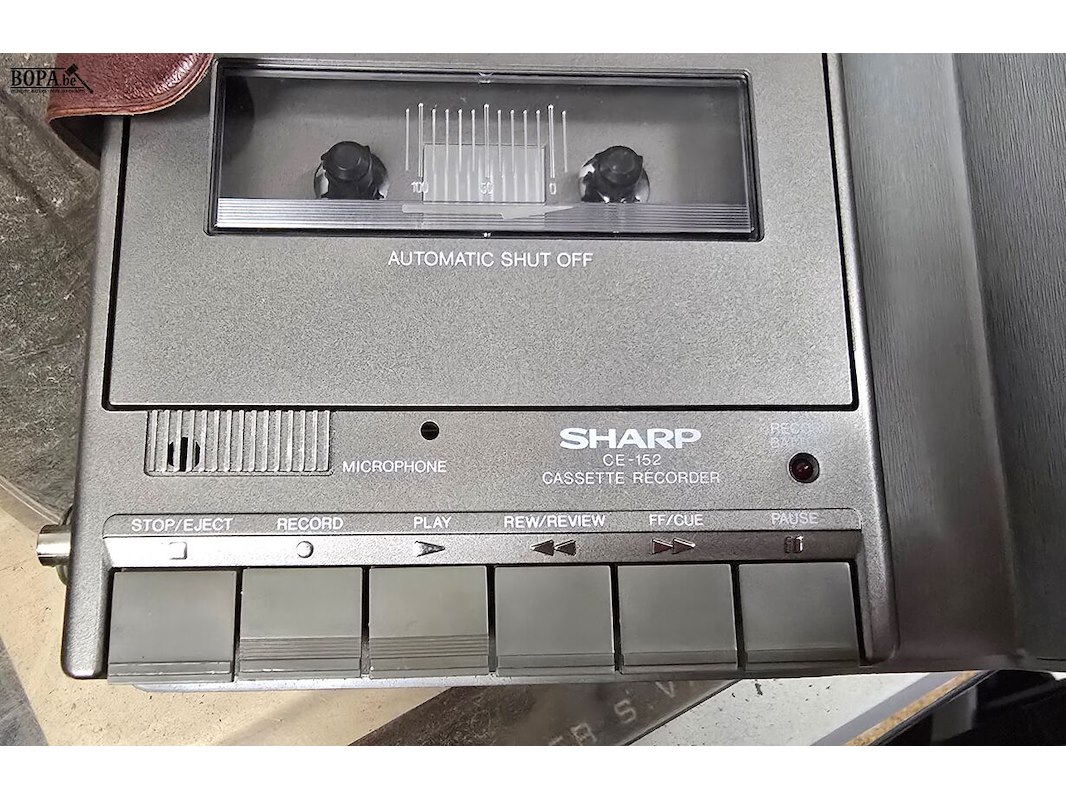 BOPA.be
100 50 0
AUTOMATIC SHUT OFF
RECORD
SHARP
CE-152
MICROPHONE
CASSETTE RECORDER
STOP/EJECT RECORD PLAY REW/REVIEW FF/CUE PAUSE